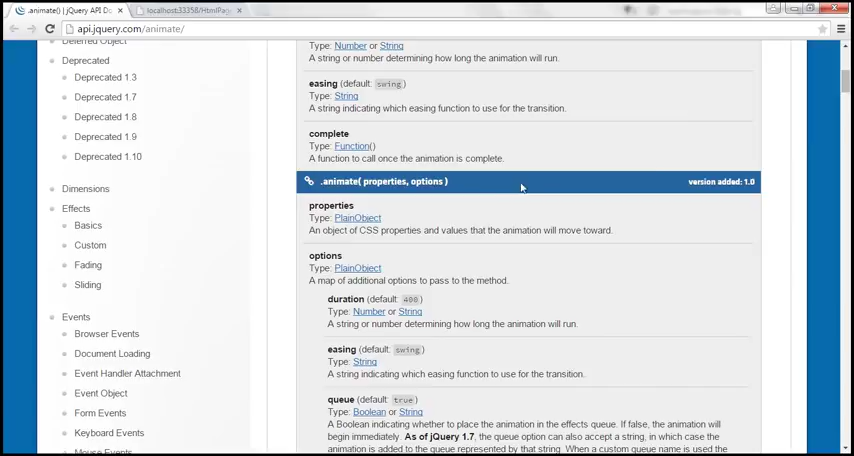 .animate() | jQuery API Do
localhost:33358/HtmlPage
api.jquery.com/animate/
Deferred Object
Deprecated
Deprecated 1.3
Deprecated 1.7
Deprecated 1.8
Deprecated 1.9
Deprecated 1.10
Dimensions
Effects
Basics
Custom
Fading
Sliding
Events
Browser Events
Document Loading
Event Handler Attachment
Event Object
Form Events
Keyboard Events
Mouse Events
Type: Number or String
A string or number determining how long the animation will run.
easing (default: swing)
Type: String
A string indicating which easing function to use for the transition.
complete
Type: Function()
A function to call once the animation is complete.
.animate( properties, options ) version added: 1.0
properties
Type: PlainObject
An object of CSS properties and values that the animation will move toward.
options
Type: PlainObject
A map of additional options to pass to the method.
duration (default: 400)
Type: Number or String
A string or number determining how long the animation will run.
easing (default: swing)
Type: String
A string indicating which easing function to use for the transition.
queue (default: true)
Type: Boolean or String
A Boolean indicating whether to place the animation in the effects queue. If false, the animation will
begin immediately. As of jQuery 1.7, the queue option can also accept a string, in which case the
animation is added to the queue represented by that string. When a custom queue name is used the